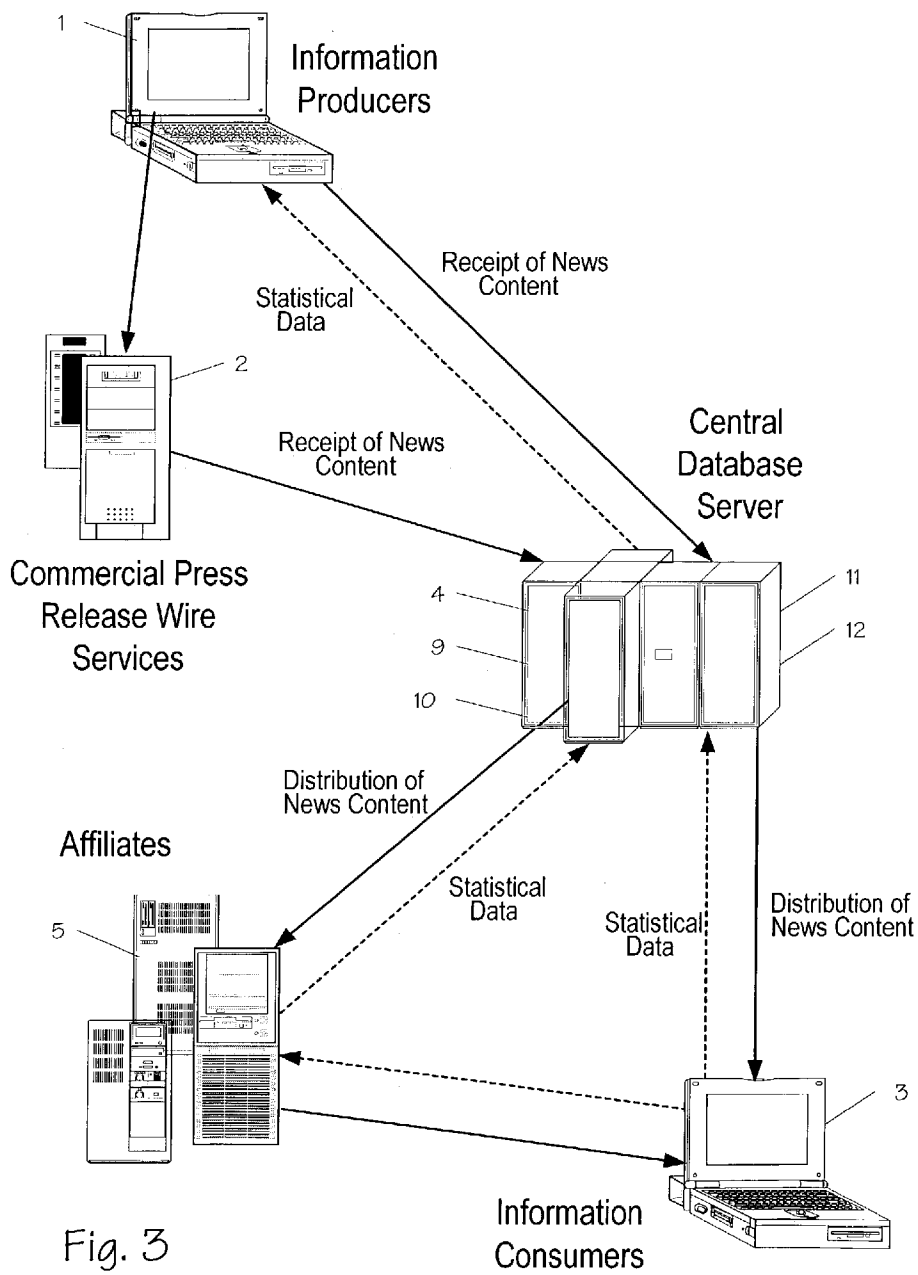 1
Information
Producers
Receipt of News
Content
Statistical
Data
2
Receipt of News
Content
Central
Database
Server
Commercial Press
Release Wire
Services
4
9
10
11
12
Distribution of
News Content
Affiliates
5
Statistical
Data
Statistical
Data
Distribution of
News Content
3
Information
Consumers
Fig. 3